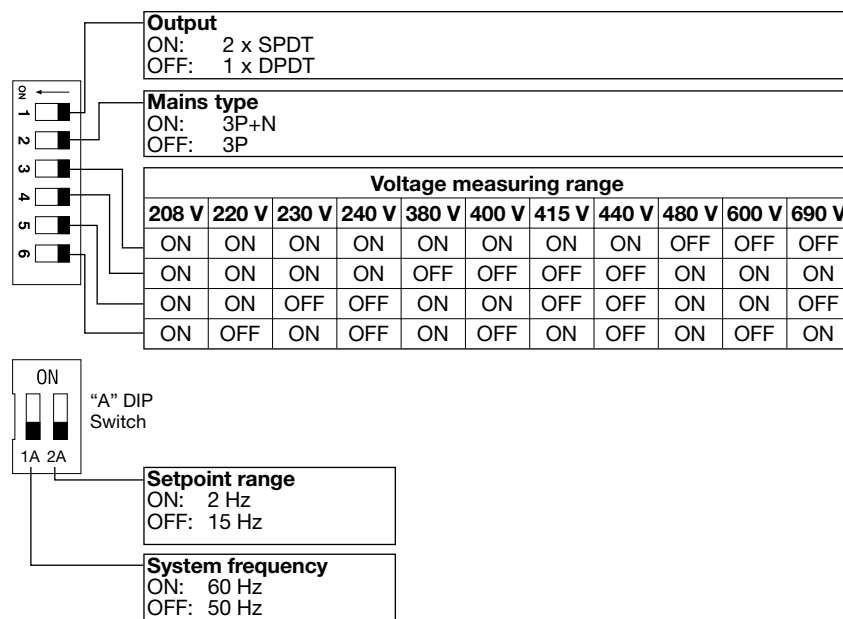 Output
ON: 2 x SPDT
OFF: 1 x DPDT
ON
1
2
3
4
5
6
Mains type
ON: 3P+N
OFF: 3P
Voltage measuring range
208 V 220 V 230 V 240 V 380 V 400 V 415 V 440 V 480 V 600 V 690 V
ON ON ON ON ON ON ON ON OFF OFF OFF
ON ON ON ON OFF OFF OFF OFF ON ON ON
ON ON OFF OFF ON ON OFF OFF ON ON OFF
ON OFF ON OFF ON OFF ON OFF ON OFF ON
ON
"A" DIP
Switch
1A 2A
Setpoint range
ON: 2 Hz
OFF: 15 Hz
System frequency
ON: 60 Hz
OFF: 50 Hz